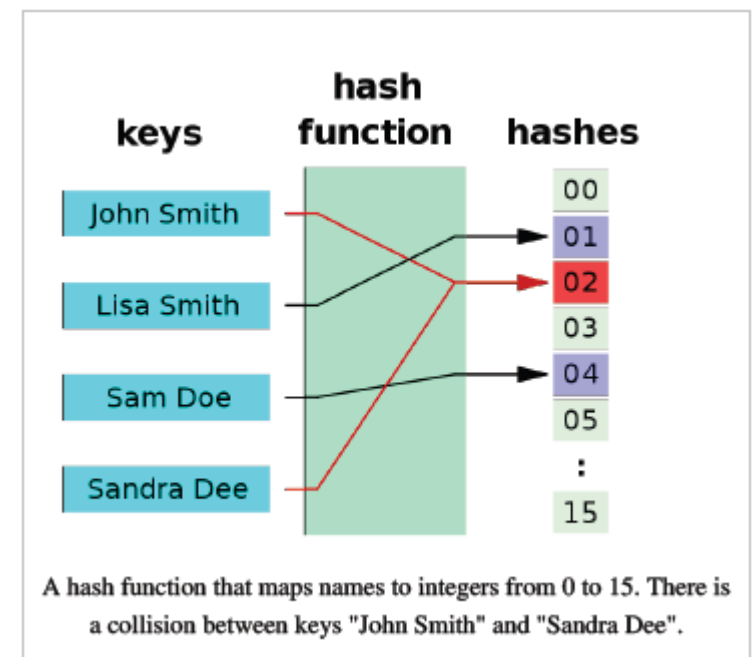 hash
keys function hashes
John Smith
Lisa Smith
Sam Doe
Sandra Dee
00
01
02
03
04
05
:
15
A hash function that maps names to integers from 0 to 15. There is
a collision between keys "John Smith" and "Sandra Dee".